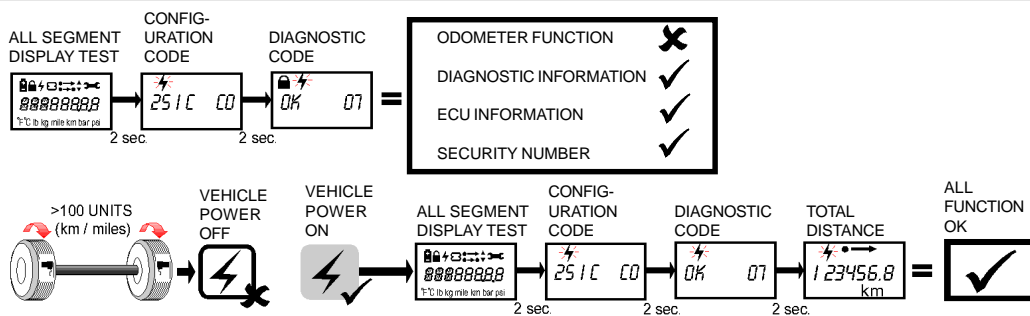 ALL SEGMENT
DISPLAY TEST
CONFIG-
URATION
CODE
DIAGNOSTIC
CODE
88888888
°F°C lb kg mile km bar psi
251C C0
OK 07
2 sec.
2 sec.
=
ODOMETER FUNCTION
DIAGNOSTIC INFORMATION
ECU INFORMATION
SECURITY NUMBER
>100 UNITS
(km / miles)
VEHICLE
POWER
OFF
VEHICLE
POWER
ON
ALL SEGMENT
DISPLAY TEST
CONFIG-
URATION
CODE
DIAGNOSTIC
CODE
TOTAL
DISTANCE
ALL
FUNCTION
OK
88888888
°F°C lb kg mile km bar psi
251C C0
OK 07
123456.8
km
=
2 sec.
2 sec.
2 sec.